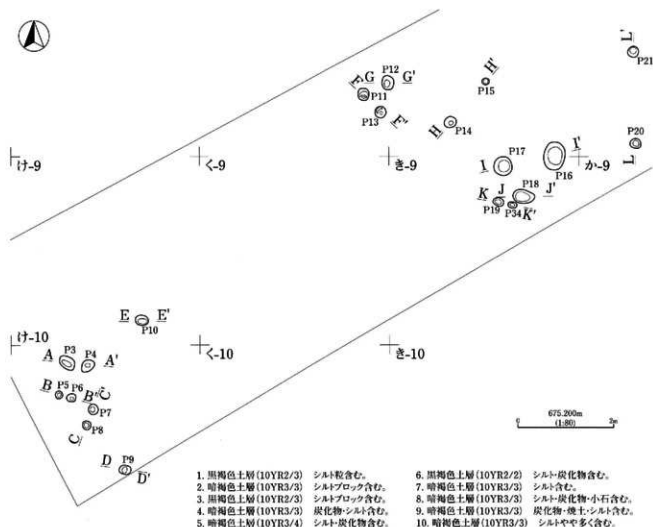 L'
P21
P12
F G G'
P11
H'
P15
P13
F'
H
P14
P20
L
け-9
く-9
き-9
か-9
P17
I
I'
P16
K J P18 J'
P19 P34 K'
E E'
P10
け-10
く-10
き-10
A P3 P4 A'
B P5 P6 B' C'
P7
C P8
D P9
D'
675.200m
0 (1:80) 2m
1. 黒褐色土層(10YR2/3) シルト粒含む。
2. 暗褐色土層(10YR3/3) シルトブロック含む。
3. 黒褐色土層(10YR2/3) シルトブロック含む。
4. 暗褐色土層(10YR3/3) 炭化物・シルト含む。
5. 暗褐色土層(10YR3/4) シルト・炭化物含む。
6. 黒褐色土層(10YR2/2) シルト・炭化物含む。
7. 暗褐色土層(10YR3/3) シルト含む。
8. 暗褐色土層(10YR3/3) シルト・炭化物・小石含む。
9. 暗褐色土層(10YR3/3) 炭化物・焼土・シルト含む。
10. 暗褐色土層(10YR3/3) シルトやや多く含む。